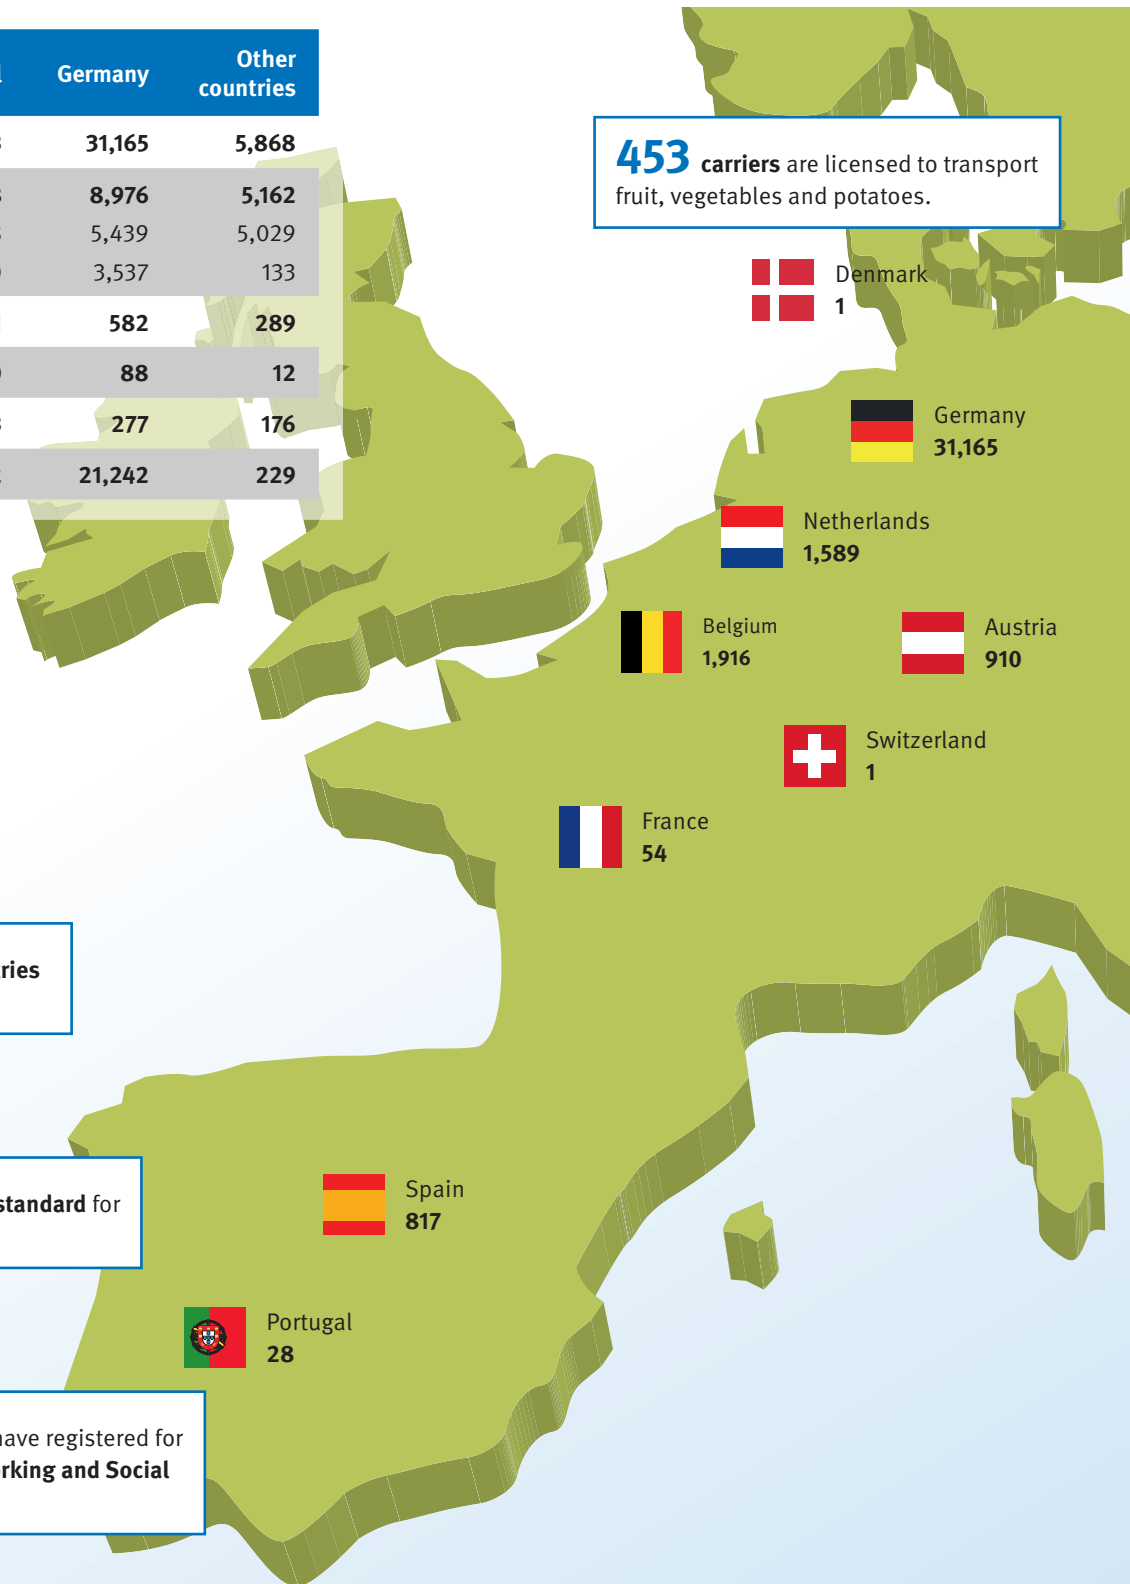 Germany Other
countries
31,165 5,868
8,976 5,162
5,439 5,029
3,537 133
582 289
88 12
277 176
21,242 229
453 carriers are licensed to transport
fruit, vegetables and potatoes.
Denmark
1
Germany
31,165
Netherlands
1,589
Belgium
1,916
Austria
910
Switzerland
1
France
54
Spain
817
Portugal
28
standard for
have registered for
and Social